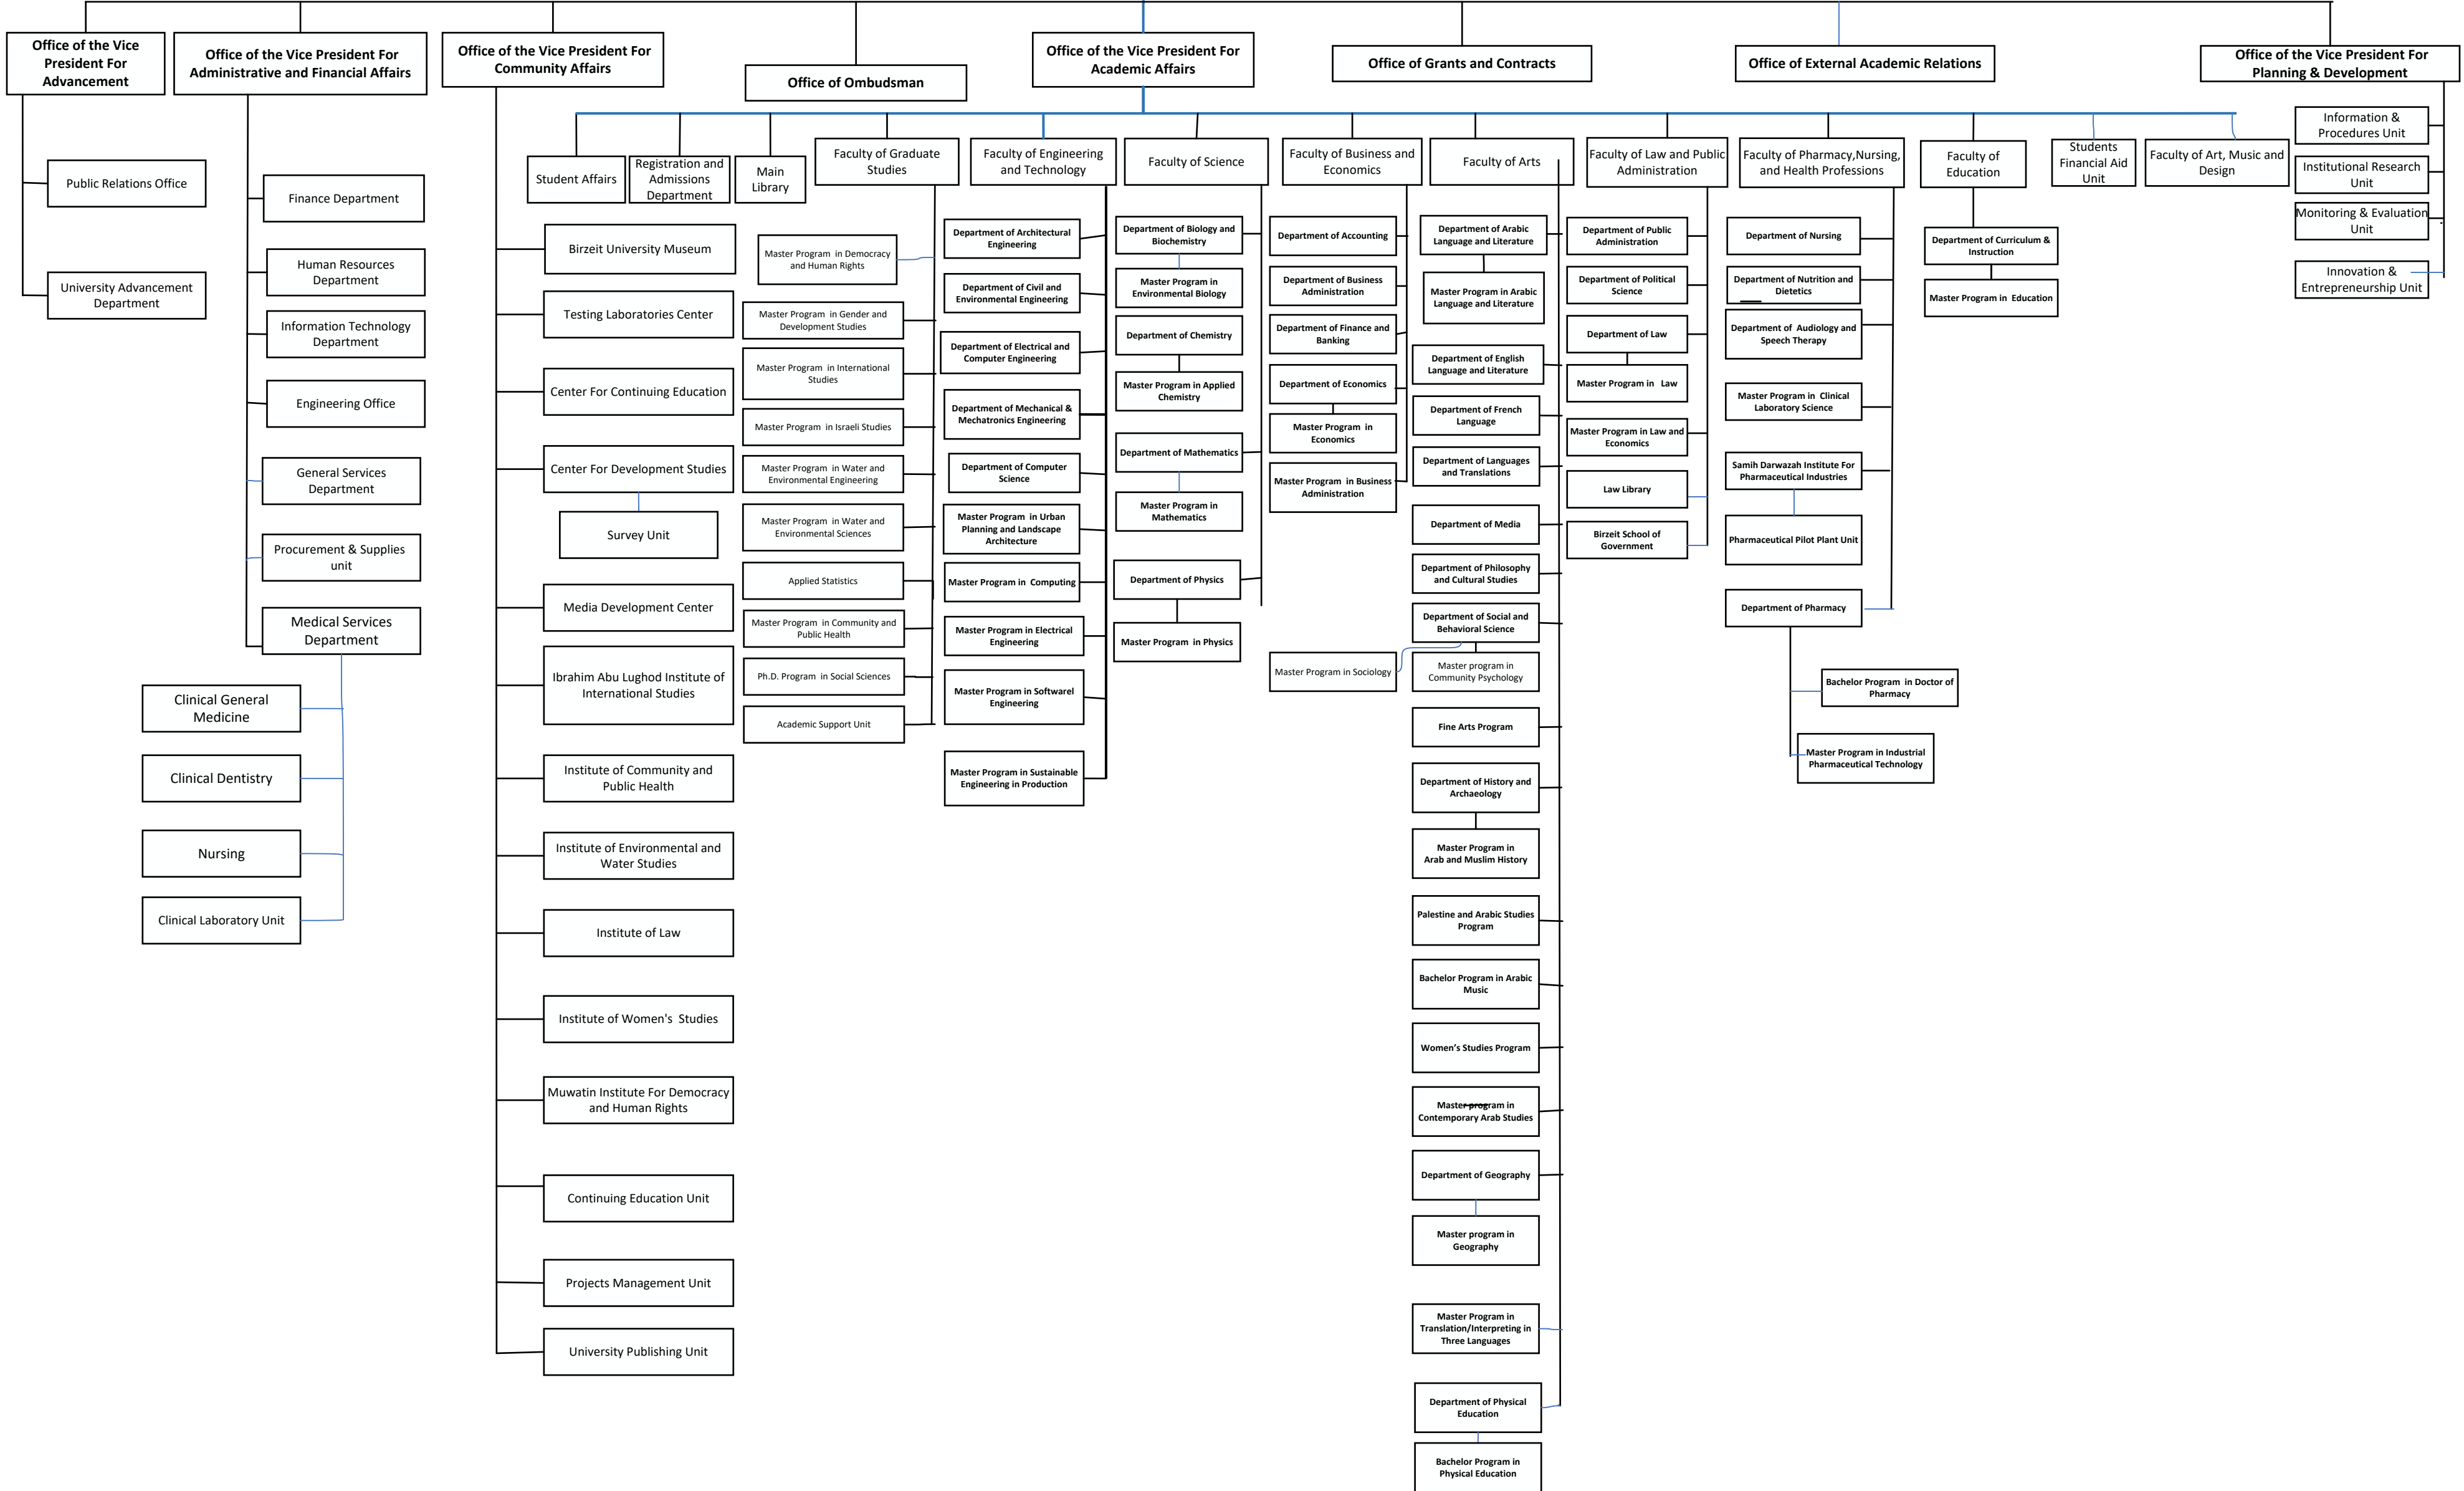 Office of the Vice
President For
Advancement
Office of the Vice President For
Administrative and Financial Affairs
Office of the Vice President For
Community Affairs
Office of Ombudsman
Office of the Vice President For
Academic Affairs
Office of Grants and Contracts
Office of External Academic Relations
Office of the Vice President For
Planning & Development
Public Relations Office
University Advancement
Department
Finance Department
Human Resources
Department
Information Technology
Department
Engineering Office
General Services
Department
Procurement & Supplies
unit
Medical Services
Department
Clinical General
Medicine
Clinical Dentistry
Nursing
Clinical Laboratory Unit
Birzeit University Museum
Testing Laboratories Center
Center For Continuing Education
Center For Development Studies
Survey Unit
Media Development Center
Ibrahim Abu Lughod Institute of
International Studies
Institute of Community and
Public Health
Institute of Environmental and
Water Studies
Institute of Law
Institute of Women's  Studies
Muwatin Institute For Democracy
and Human Rights
Continuing Education Unit
Projects Management Unit
University Publishing Unit
Student Affairs
Registration and
Admissions
Department
Main
Library
Faculty of Graduate
Studies
Master Program  in Democracy
and Human Rights
Master Program  in Gender and
Development Studies
Master Program  in International
Studies
Master Program  in Israeli Studies
Master Program  in Water and
Environmental Engineering
Master Program  in Water and
Environmental Sciences
Applied Statistics
Master Program  in Community and
Public Health
Ph.D. Program  in Social Sciences
Academic Support Unit
Faculty of Engineering
and Technology
Department of Architectural
Engineering
Department of Civil and
Environmental Engineering
Department of Electrical and
Computer Engineering
Department of Mechanical &
Mechatronics Engineering
Department of Computer
Science
Master Program  in Urban
Planning and Landscape
Architecture
Master Program in  Computing
Master Program in Electrical
Engineering
Master Program in Softwarel
Engineering
Master Program in Sustainable
Engineering in Production
Faculty of Science
Department of Biology and
Biochemistry
Master Program in
Environmental Biology
Department of Chemistry
Master Program in Applied
Chemistry
Department of Mathematics
Master Program in
Mathematics
Department of Physics
Master Program  in Physics
Faculty of Business and
Economics
Department of Accounting
Department of Business
Administration
Department of Finance and
Banking
Department of Economics
Master Program  in
Economics
Master Program  in Business
Administration
Faculty of Arts
Department of Arabic
Language and Literature
Master Program in Arabic
Language and Literature
Department of English
Language and Literature
Department of French
Language
Department of Languages
and Translations
Department of Media
Department of Philosophy
and Cultural Studies
Department of Social and
Behavioral Science
Master Program in Sociology
Master program in
Community Psychology
Fine Arts Program
Department of History and
Archaeology
Master Program in
Arab and Muslim History
Palestine and Arabic Studies
Program
Bachelor Program in Arabic
Music
Women’s Studies Program
Master program in
Contemporary Arab Studies
Department of Geography
Master program in
Geography
Master Program in
Translation/Interpreting in
Three Languages
Department of Physical
Education
Bachelor Program in
Physical Education
Faculty of Law and Public
Administration
Department of Public
Administration
Department of Political
Science
Department of Law
Master Program in   Law
Master Program in Law and
Economics
Law Library
Birzeit School of
Government
Faculty of Pharmacy,Nursing,
and Health Professions
Department of Nursing
Department of Nutrition and
Dietetics
Department of  Audiology and
Speech Therapy
Master Program in  Clinical
Laboratory Science
Samih Darwazah Institute For
Pharmaceutical Industries
Pharmaceutical Pilot Plant Unit
Department of Pharmacy
Bachelor Program  in Doctor of
Pharmacy
Master Program in Industrial
Pharmaceutical Technology
Faculty of
Education
Department of Curriculum &
Instruction
Master Program in  Education
Students
Financial Aid
Unit
Faculty of Art, Music and
Design
Information &
Procedures Unit
Institutional Research
Unit
Monitoring & Evaluation
Unit
Innovation &
Entrepreneurship Unit